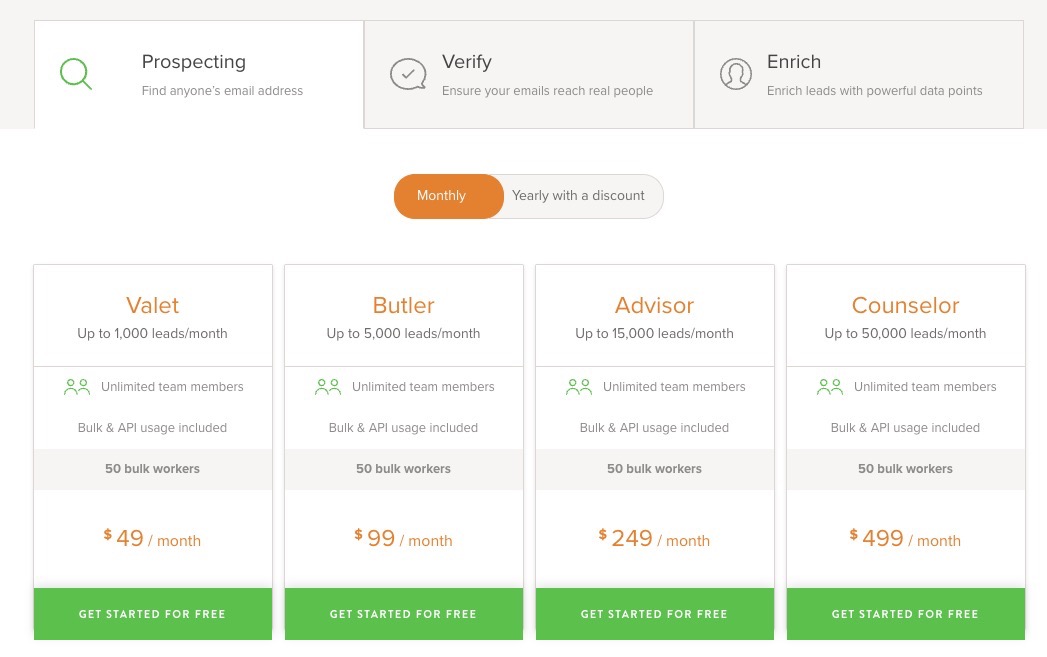 Prospecting
Find anyone's email address
Verify
Ensure your emails reach real people
Enrich
Enrich leads with powerful data points
Monthly
Yearly with a discount
Valet
Up to 1,000 leads/month
Unlimited team members
Bulk & API usage included
50 bulk workers
$ 49 / month
GET STARTED FOR FREE
Butler
Up to 5,000 leads/month
Unlimited team members
Bulk & API usage included
50 bulk workers
$ 99 / month
GET STARTED FOR FREE
Advisor
Up to 15,000 leads/month
Unlimited team members
Bulk & API usage included
50 bulk workers
$ 249 / month
GET STARTED FOR FREE
Counselor
Up to 50,000 leads/month
Unlimited team members
Bulk & API usage included
50 bulk workers
$ 499 / month
GET STARTED FOR FREE